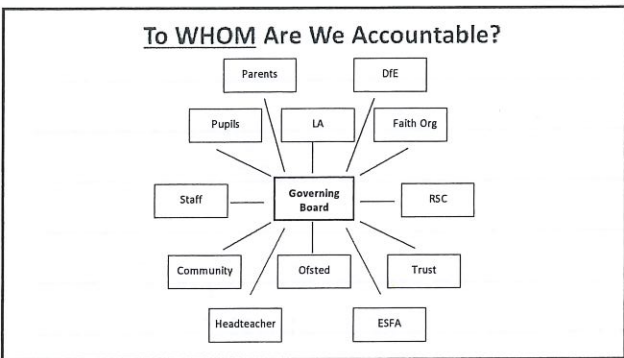 To WHOM Are We Accountable?
Parents
DfE
Pupils
LA
Faith Org
Staff
Governing
Board
RSC
Community
Ofsted
Trust
Headteacher
ESFA